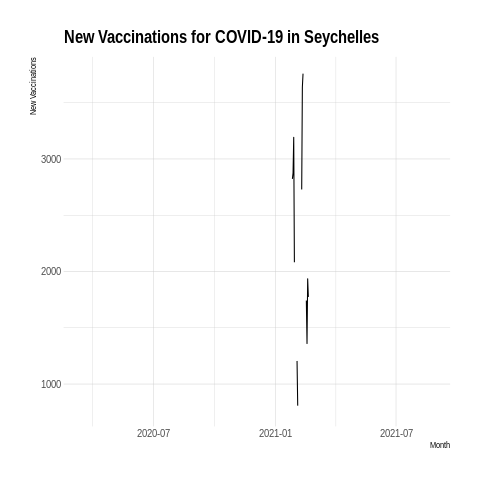 New Vaccinations for COVID-19 in Seychelles
New Vaccinations
3000
2000
1000
2020-07
2021-01
2021-07
Month